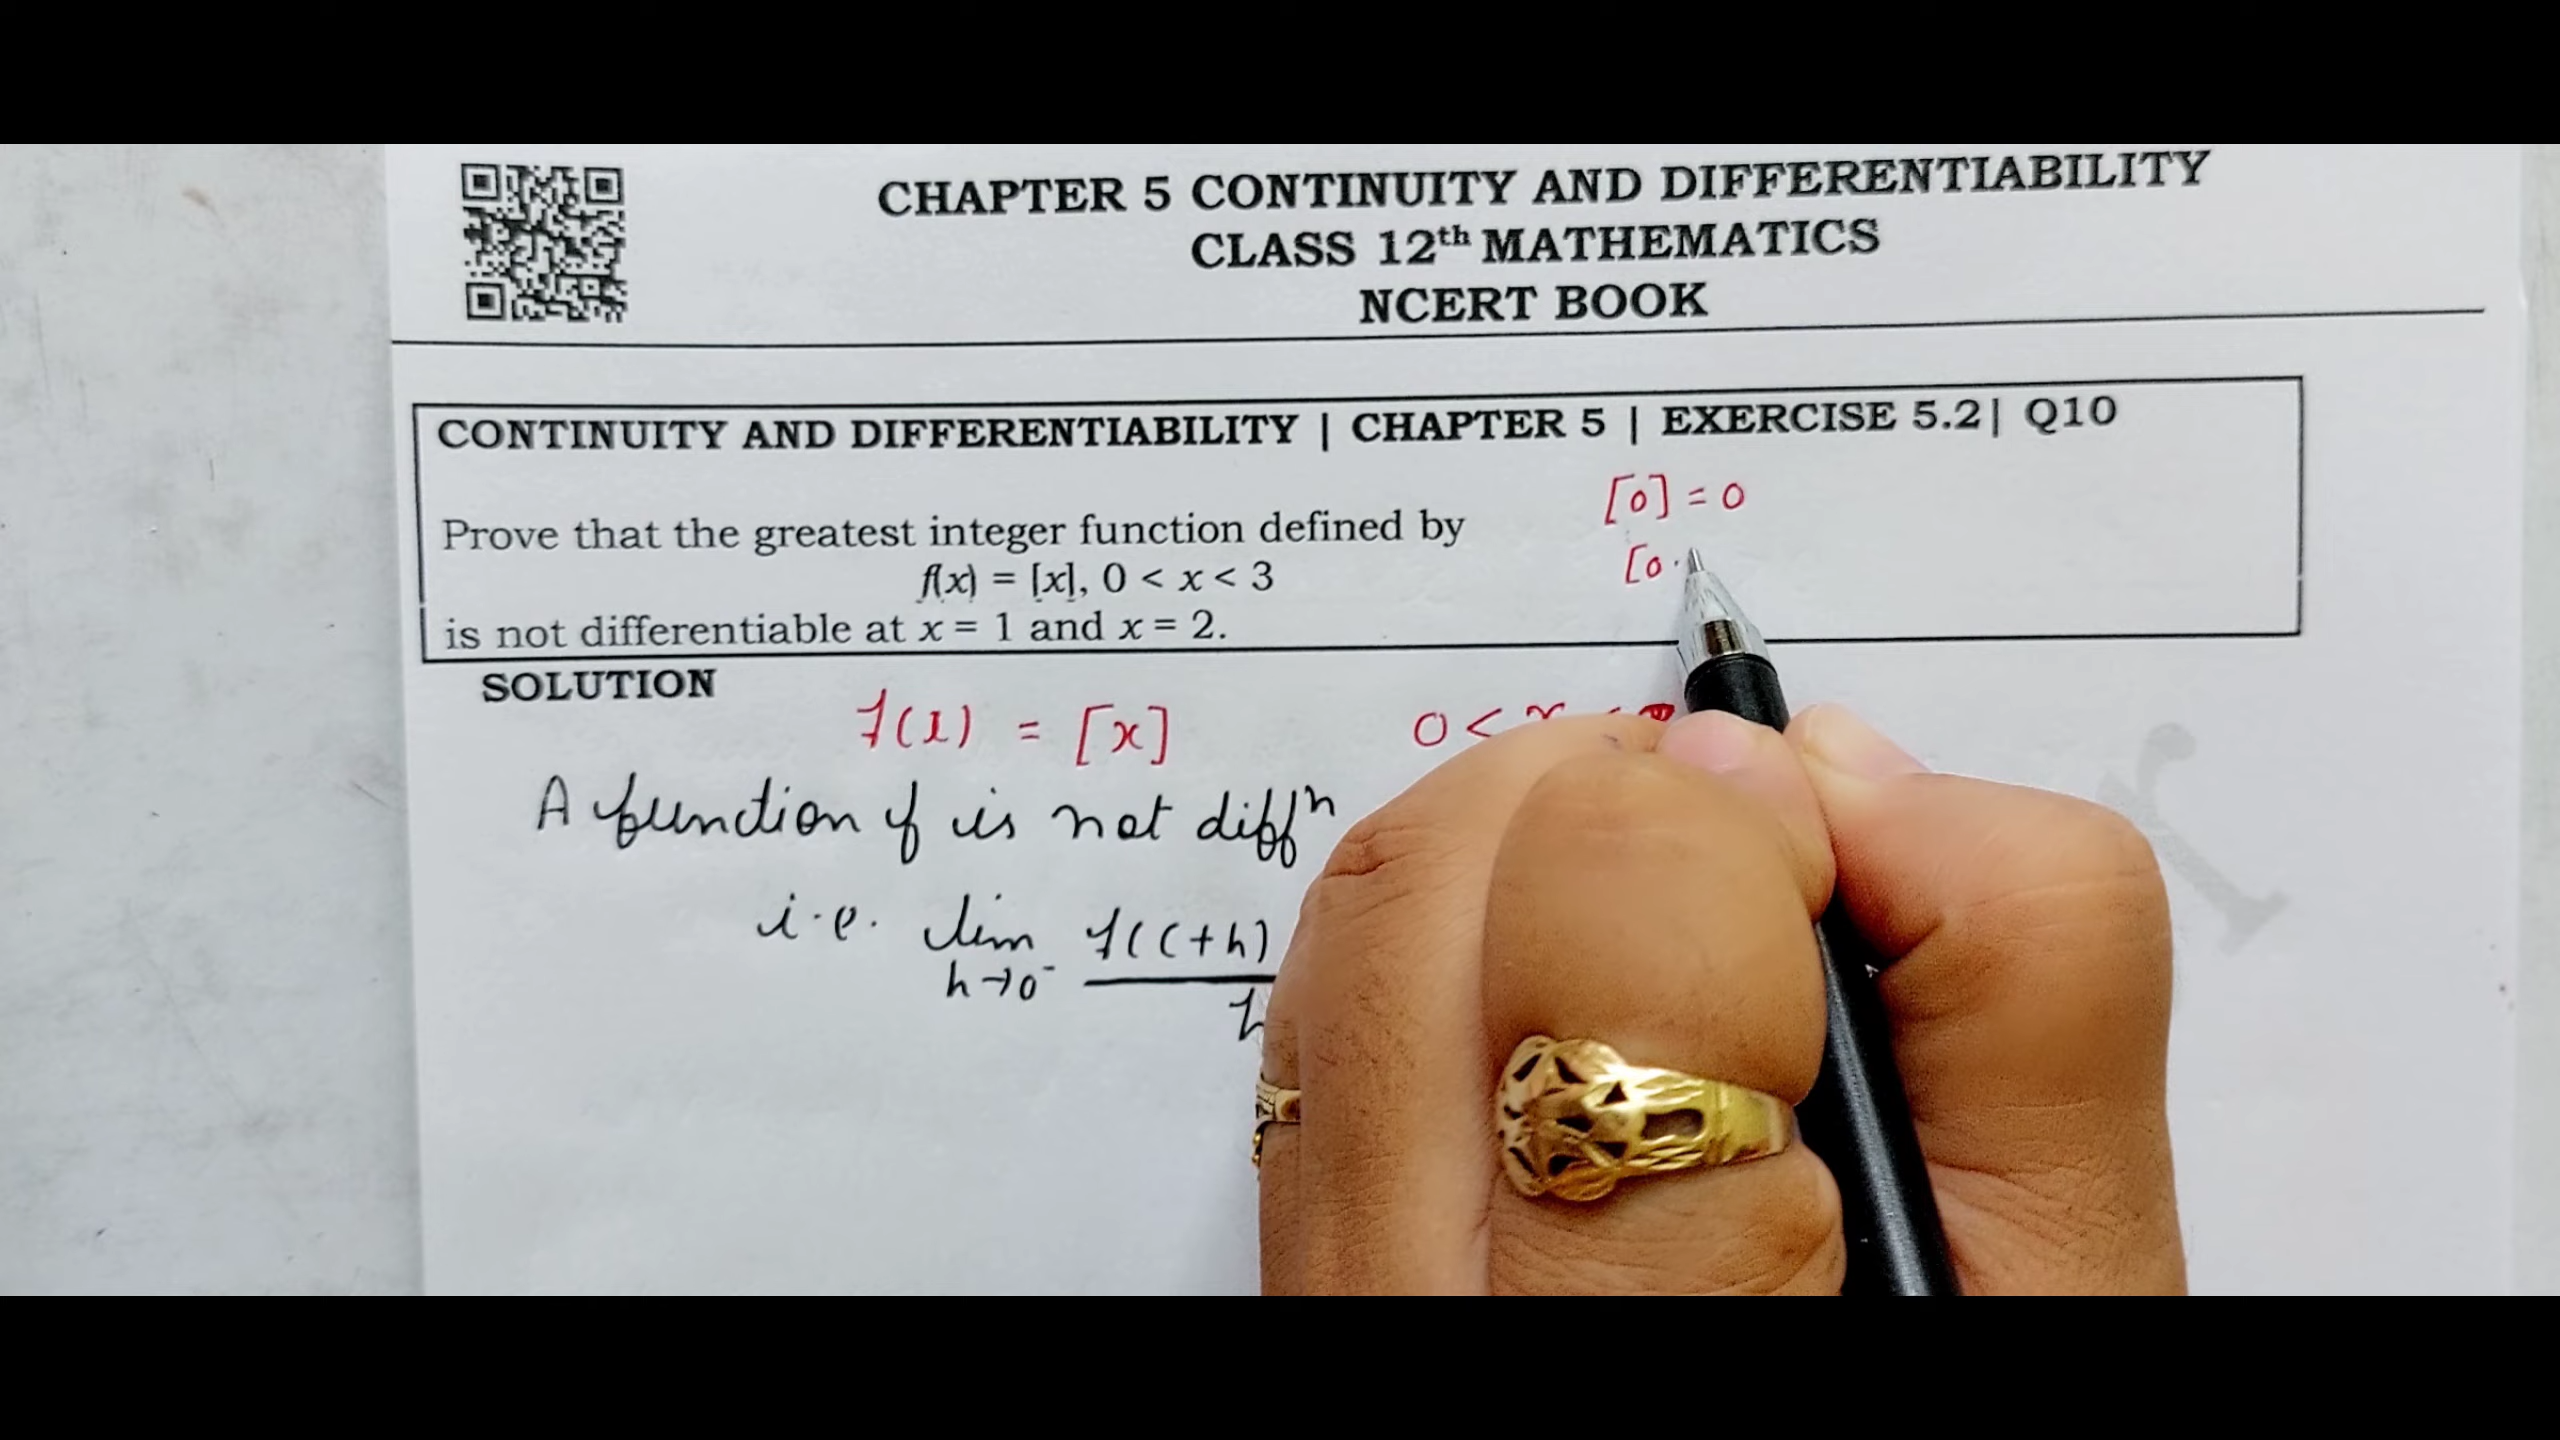 CHAPTER 5 CONTINUITY AND DIFFERENTIABILITY
CLASS 12th MATHEMATICS
NCERT BOOK
CONTINUITY AND DIFFERENTIABILITY | CHAPTER 5 | EXERCISE 5.2| Q10
[0] = 0
Prove that the greatest integer function defined by
[0.
f(x) = [x], 0 < x < 3
is not differentiable at x = 1 and x = 2.
SOLUTION
f(x) = [x] 0 < x <
A function f is not diffn
i.e. lim f(c+h)
h→0- h
r